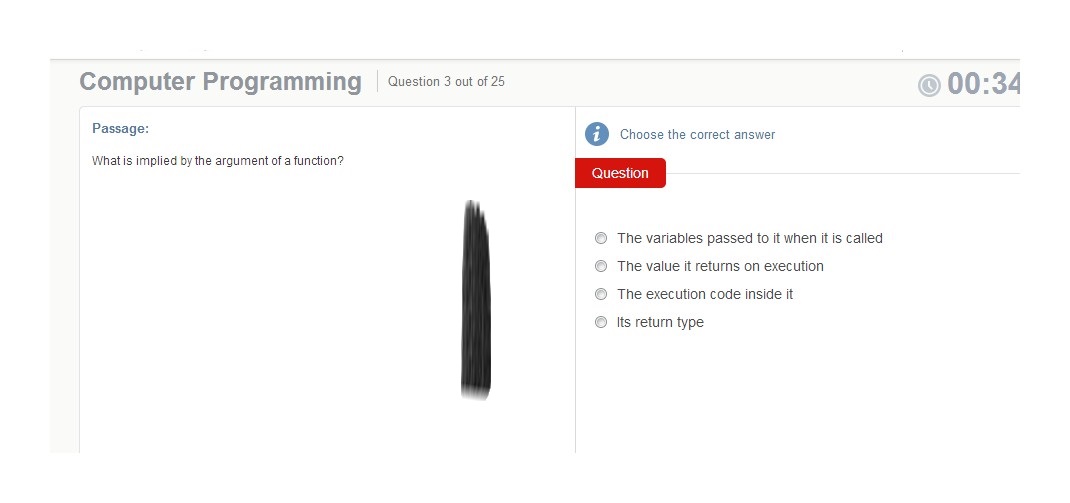 Computer Programming
Question 3 out of 25
00:34
Passage:
What is implied by the argument of a function?
Choose the correct answer
Question
The variables passed to it when it is called
The value it returns on execution
The execution code inside it
Its return type